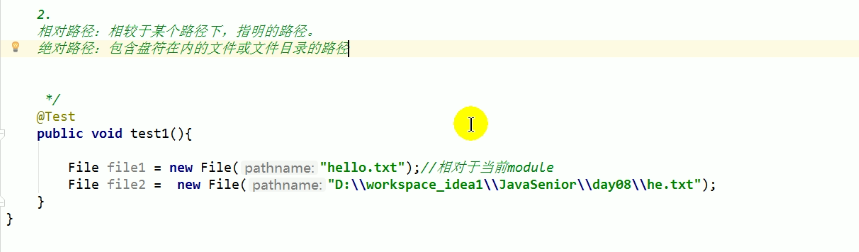 2.
相对路径：相较于某个路径下，指明的路径。
绝对路径：包含盘符在内的文件或文件目录的路径
*/
@Test
public void test1(){
File file1 = new File( pathname: "hello.txt");//相对于当前module
File file2 =  new File( pathname: "D:\\workspace_idea1\\JavaSenior\\day08\\he.txt");
}
}